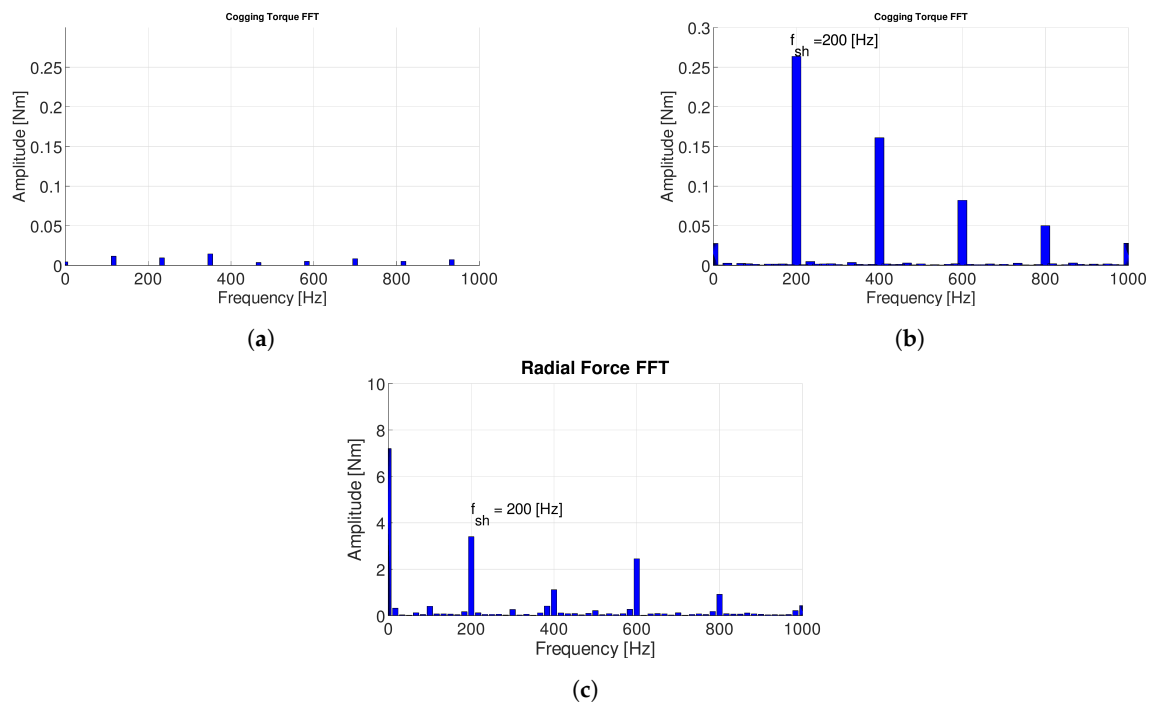 Cogging Torque FFT
Amplitude [Nm]
0.25
0.2
0.15
0.1
0.05
0
0 200 400 600 800 1000
Frequency [Hz]
(a)
Cogging Torque FFT
f sh =200 [Hz]
Amplitude [Nm]
0.3
0.25
0.2
0.15
0.1
0.05
0
0 200 400 600 800 1000
Frequency [Hz]
(b)
Radial Force FFT
f sh = 200 [Hz]
Amplitude [Nm]
10
8
6
4
2
0
0 200 400 600 800 1000
Frequency [Hz]
(c)